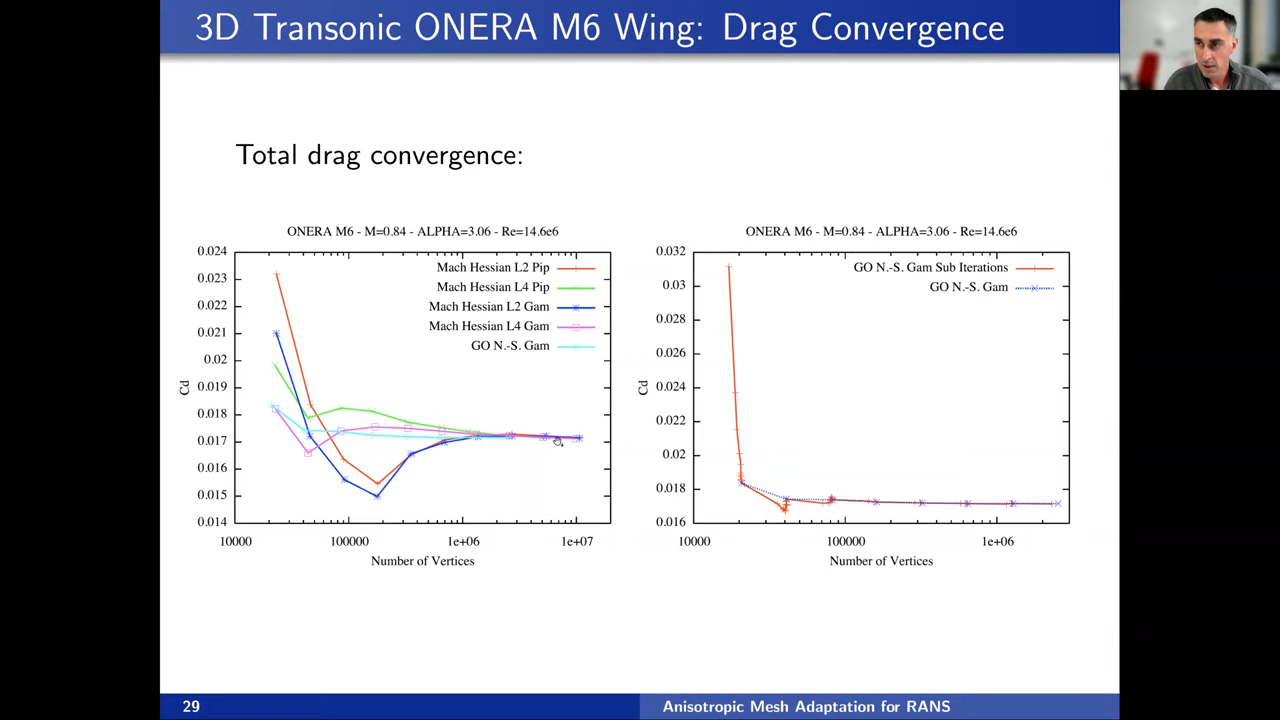 3D Transonic ONERA M6 Wing: Drag Convergence
Total drag convergence:
ONERA M6 - M=0.84 - ALPHA=3.06 - Re=14.6e6
0.024
0.023
0.022
0.021
0.02
0.019
0.018
0.017
0.016
0.015
0.014
Cd
Mach Hessian L2 Pip
Mach Hessian L4 Pip
Mach Hessian L2 Gam
Mach Hessian L4 Gam
GO N.-S. Gam
10000 100000 1e+06 1e+07
Number of Vertices
ONERA M6 - M=0.84 - ALPHA=3.06 - Re=14.6e6
0.032
0.03
0.028
0.026
0.024
0.022
0.02
0.018
0.016
Cd
GO N.-S. Gam Sub Iterations
GO N.-S. Gam
10000 100000 1e+06
Number of Vertices
29
Anisotropic Mesh Adaptation for RANS